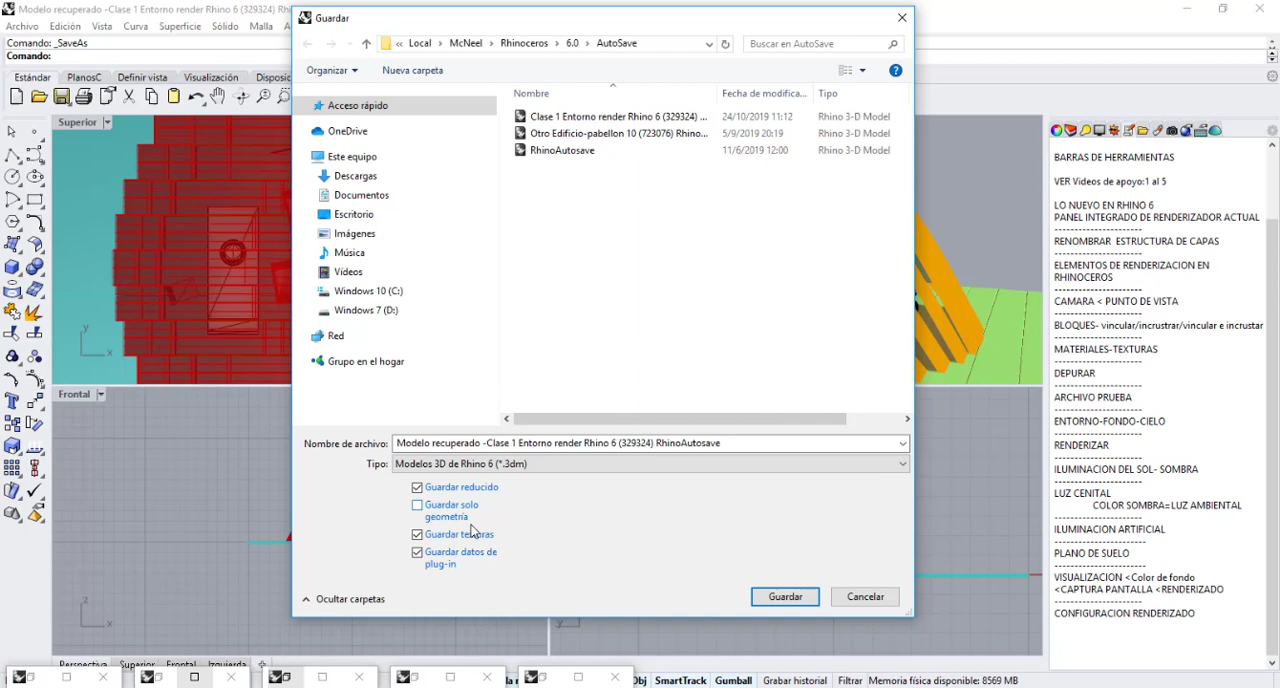 Modelo recuperado -Clase 1 Entorno render Rhino 6 (329324)
Archivo Edición Vista Curva Superficie Sólido Malla
Comando: _SaveAs
Comando:
Estándar PlanosC Definir vista Visualización
Superior
Frontal
Perspectiva Superior Frontal Izquierda
Guardar
« Local > McNeel > Rhinoceros > 6.0 > AutoSave
Buscar en AutoSave
Organizar Nueva carpeta
Acceso rápido
OneDrive
Este equipo
Descargas
Documentos
Escritorio
Imágenes
Música
Vídeos
Windows 10 (C:)
Windows 7 (D:)
Red
Grupo en el hogar
Nombre Fecha de modifica... Tipo
Clase 1 Entorno render Rhino 6 (329324) ... 24/10/2019 11:12 Rhino 3-D Model
Otro Edificio-pabellon 10 (723076) Rhino... 5/9/2019 20:19 Rhino 3-D Model
RhinoAutosave 11/6/2019 12:00 Rhino 3-D Model
Nombre de archivo: Modelo recuperado -Clase 1 Entorno render Rhino 6 (329324) RhinoAutosave
Tipo: Modelos 3D de Rhino 6 (*.3dm)
Guardar reducido
Guardar solo
geometría
Guardar
Guardar datos de
plug-in
Ocultar carpetas
Guardar Cancelar
BARRAS DE HERRAMIENTAS
VER Videos de apoyo:1 al 5
LO NUEVO EN RHINO 6
PANEL INTEGRADO DE RENDERIZADOR ACTUAL
--------------------
RENOMBRAR ESTRUCTURA DE CAPAS
--------------------
ELEMENTOS DE RENDERIZACION EN
RHINOCEROS
--------------------
CAMARA < PUNTO DE VISTA
--------------------
BLOQUES- vincular/incrustrar/vincular e incrustar
--------------------
MATERIALES-TEXTURAS
--------------------
DEPURAR
--------------------
ARCHIVO PRUEBA
--------------------
ENTORNO-FONDO-CIELO
--------------------
RENDERIZAR
--------------------
ILUMINACION DEL SOL- SOMBRA
--------------------
LUZ CENITAL
COLOR SOMBRA=LUZ AMBIENTAL
--------------------
ILUMINACION ARTIFICIAL
--------------------
PLANO DE SUELO
--------------------
VISUALIZACION <Color de fondo
<CAPTURA PANTALLA <RENDERIZADO
--------------------
CONFIGURACION RENDERIZADO
SmartTrack Gumball Grabar historial Filtrar Memoria física disponible: 8569 MB